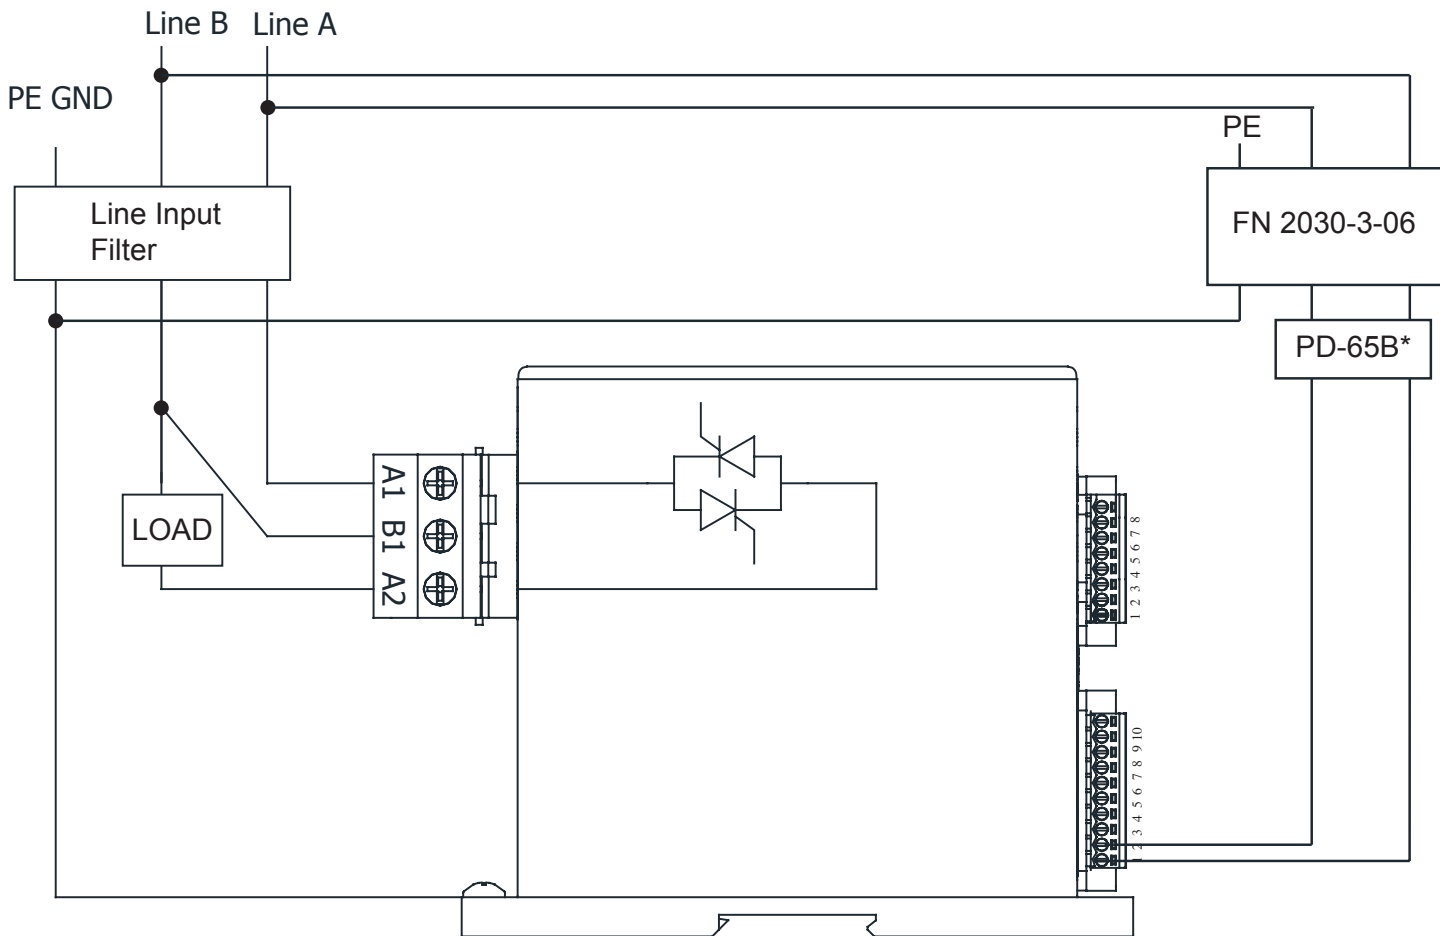 Line B Line A
PE GND
PE
Line Input
Filter
FN 2030-3-06
PD-65B*
A1
B1
A2
LOAD
1 2 3 4 5 6 7 8
1 2 3 4 5 6 7 8 9 10